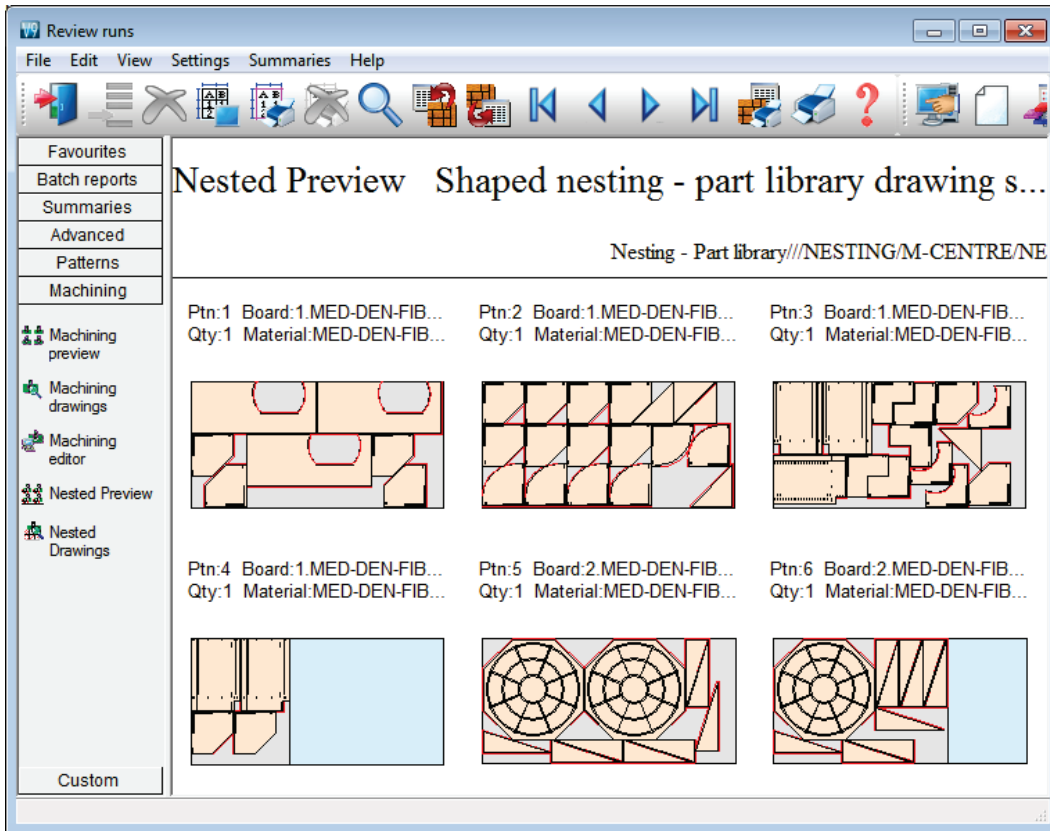 V9 Review runs
File Edit View Settings Summaries Help
Favourites
Batch reports
Summaries
Advanced
Patterns
Machining
Machining
preview
Machining
drawings
Machining
editor
Nested Preview
Nested
Drawings
Custom
Nested Preview Shaped nesting - part library drawing s...
Nesting - Part library///NESTING/M-CENTRE/NE
Ptn:1 Board:1.MED-DEN-FIB...
Qty:1 Material:MED-DEN-FIB...
Ptn:2 Board:1.MED-DEN-FIB...
Qty:1 Material:MED-DEN-FIB...
Ptn:3 Board:1.MED-DEN-FIB...
Qty:1 Material:MED-DEN-FIB...
Ptn:4 Board:1.MED-DEN-FIB...
Qty:1 Material:MED-DEN-FIB...
Ptn:5 Board:2.MED-DEN-FIB...
Qty:1 Material:MED-DEN-FIB...
Ptn:6 Board:2.MED-DEN-FIB...
Qty:1 Material:MED-DEN-FIB...